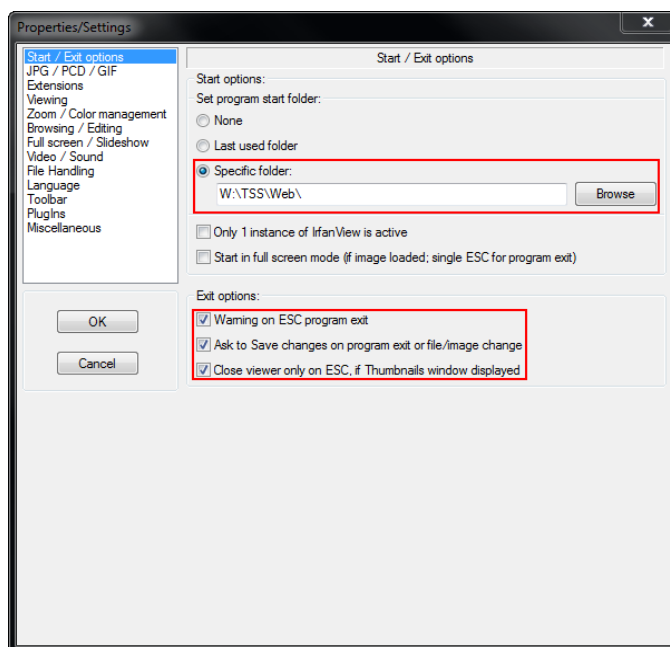 Properties/Settings
x
Start / Exit options
JPG / PCD / GIF
Extensions
Viewing
Zoom / Color management
Browsing / Editing
Full screen / Slideshow
Video / Sound
File Handling
Language
Toolbar
PlugIns
Miscellaneous
OK
Cancel
Start / Exit options
Start options:
Set program start folder:
None
Last used folder
Specific folder:
W:\TSS\Web\ Browse
Only 1 instance of IrfanView is active
Start in full screen mode (if image loaded; single ESC for program exit)
Exit options:
Warning on ESC program exit
Ask to Save changes on program exit or file/image change
Close viewer only on ESC, if Thumbnails window displayed